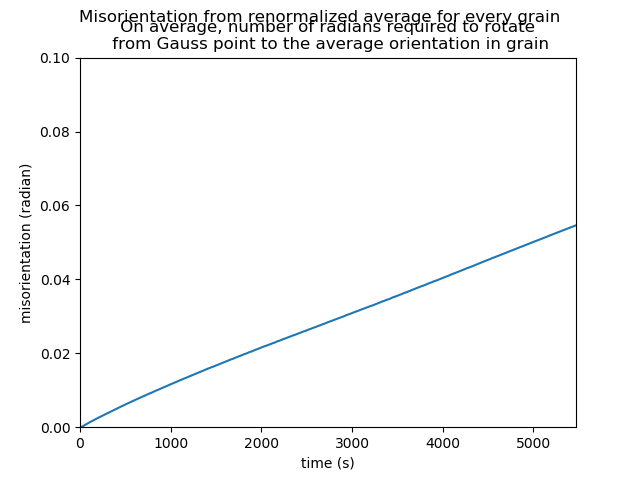 Misorientation from renormalized average for every grain
On average, number of radians required to rotate
from Gauss point to the average orientation in grain
0.10
0.08
0.06
0.04
0.02
0.00
misorientation (radian)
0 1000 2000 3000 4000 5000
time (s)